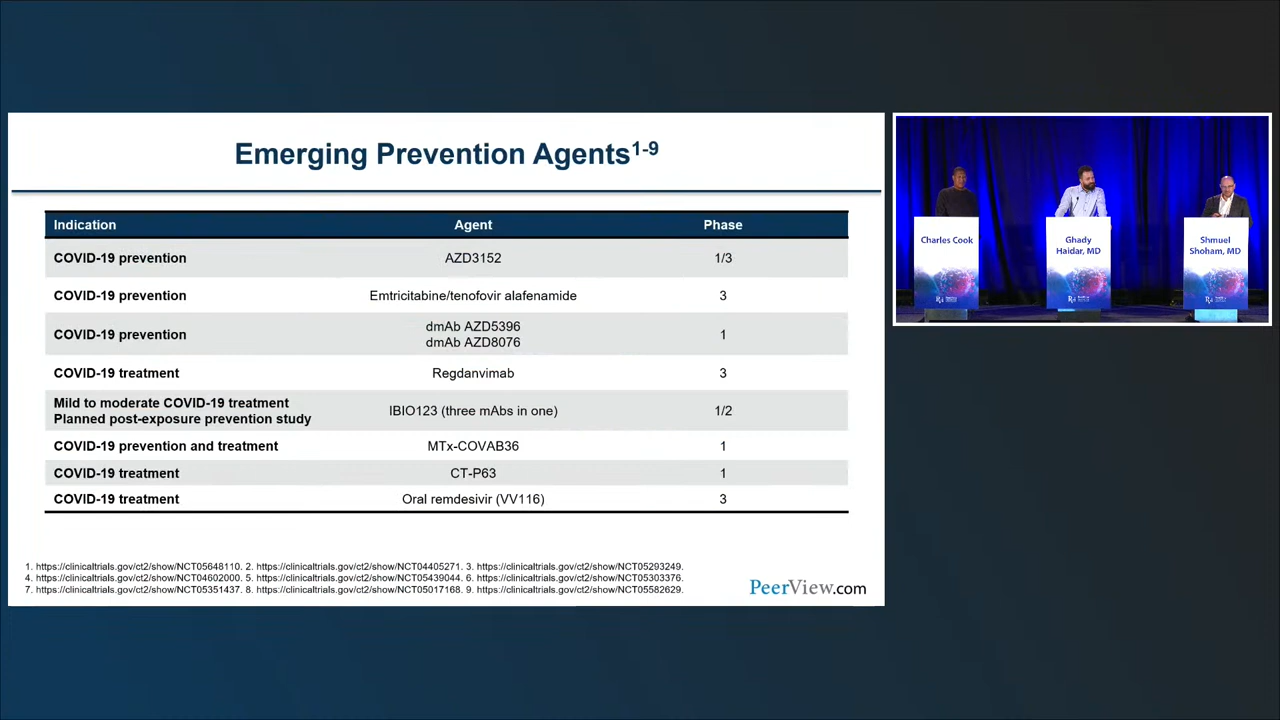 Emerging Prevention Agents1-9
Indication Agent Phase
COVID-19 prevention AZD3152 1/3
COVID-19 prevention Emtricitabine/tenofovir alafenamide 3
COVID-19 prevention dmAb AZD5396
dmAb AZD8076 1
COVID-19 treatment Regdanvimab 3
Mild to moderate COVID-19 treatment
Planned post-exposure prevention study IBIO123 (three mAbs in one) 1/2
COVID-19 prevention and treatment MTx-COVAB36 1
COVID-19 treatment CT-P63 1
COVID-19 treatment Oral remdesivir (VV116) 3
1. https://clinicaltrials.gov/ct2/show/NCT05648110. 2. https://clinicaltrials.gov/ct2/show/NCT04405271. 3. https://clinicaltrials.gov/ct2/show/NCT05293249.
4. https://clinicaltrials.gov/ct2/show/NCT04602000. 5. https://clinicaltrials.gov/ct2/show/NCT05439044. 6. https://clinicaltrials.gov/ct2/show/NCT05303376.
7. https://clinicaltrials.gov/ct2/show/NCT05351437. 8. https://clinicaltrials.gov/ct2/show/NCT05017168. 9. https://clinicaltrials.gov/ct2/show/NCT05582629.
PeerView.com
Charles Cook
Ghady
Haidar, MD
Shmuel
Shoham, MD